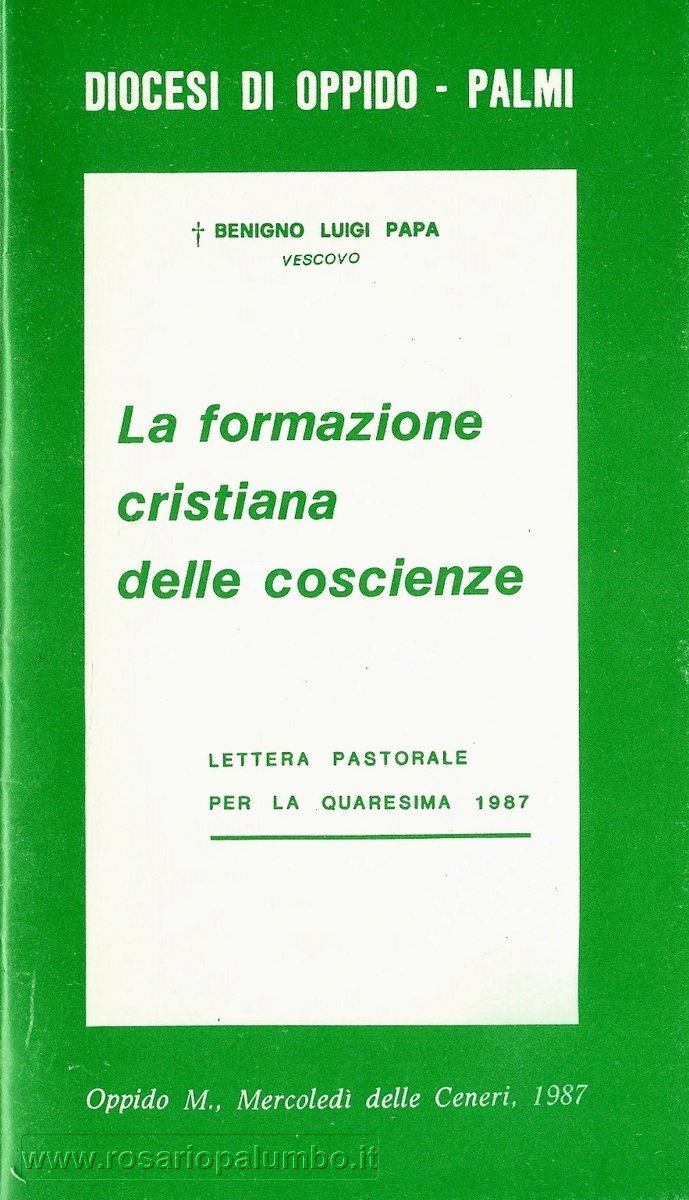 DIOCESI DI OPPIDO - PALMI
† BENIGNO LUIGI PAPA
VESCOVO
La formazione
cristiana
delle coscienze
LETTERA PASTORALE
PER LA QUARESIMA 1987
Oppido M., Mercoledì delle Ceneri, 1987
www.rosariopalumbo.it